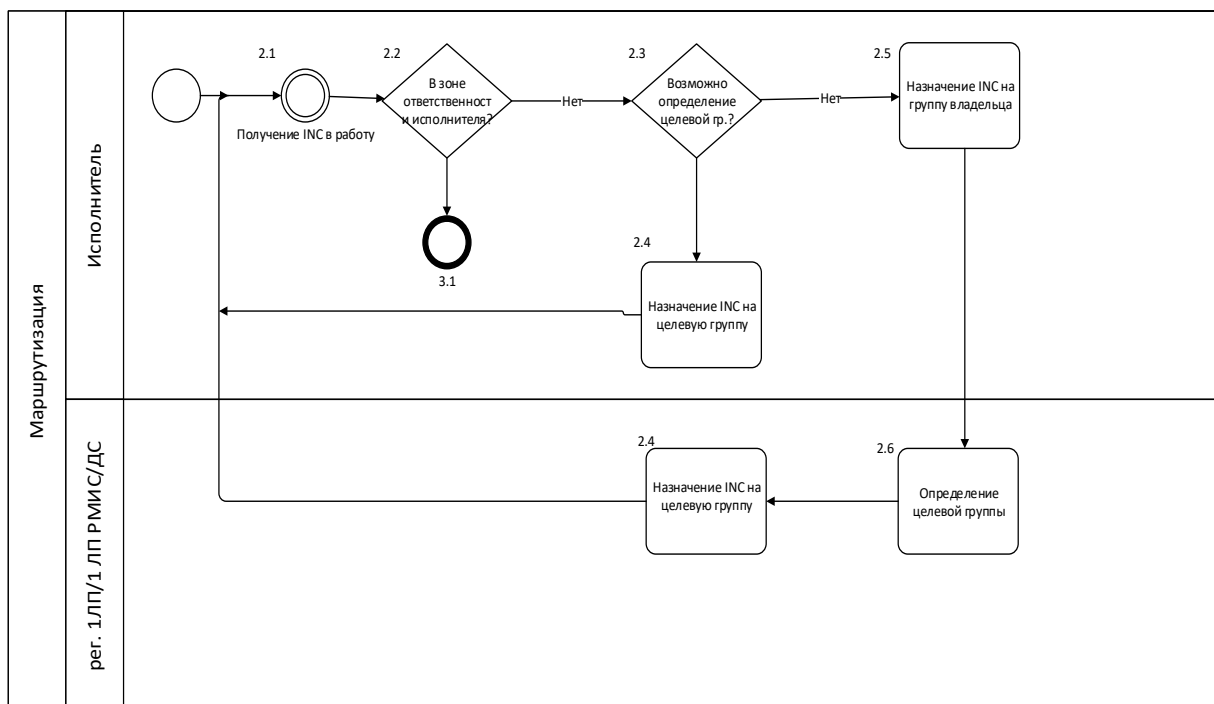 Маршрутизация
Исполнитель
2.1
Получение INC в работу
2.2
В зоне
ответственност
и исполнителя?
Нет
2.3
Возможно
определение
целевой гр.?
Нет
2.5
Назначение INC на
группу владельца
3.1
2.4
Назначение INC на
целевую группу
рег. 1ЛП/1 ЛП РМИС/ДС
2.4
Назначение INC на
целевую группу
2.6
Определение
целевой группы